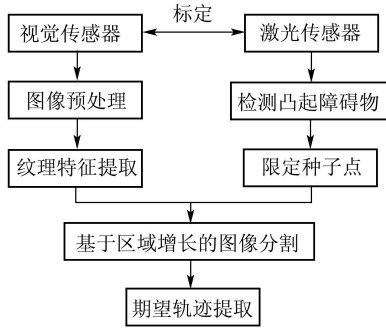 标定
视觉传感器
激光传感器
图像预处理
检测凸起障碍物
纹理特征提取
限定种子点
基于区域增长的图像分割
期望轨迹提取